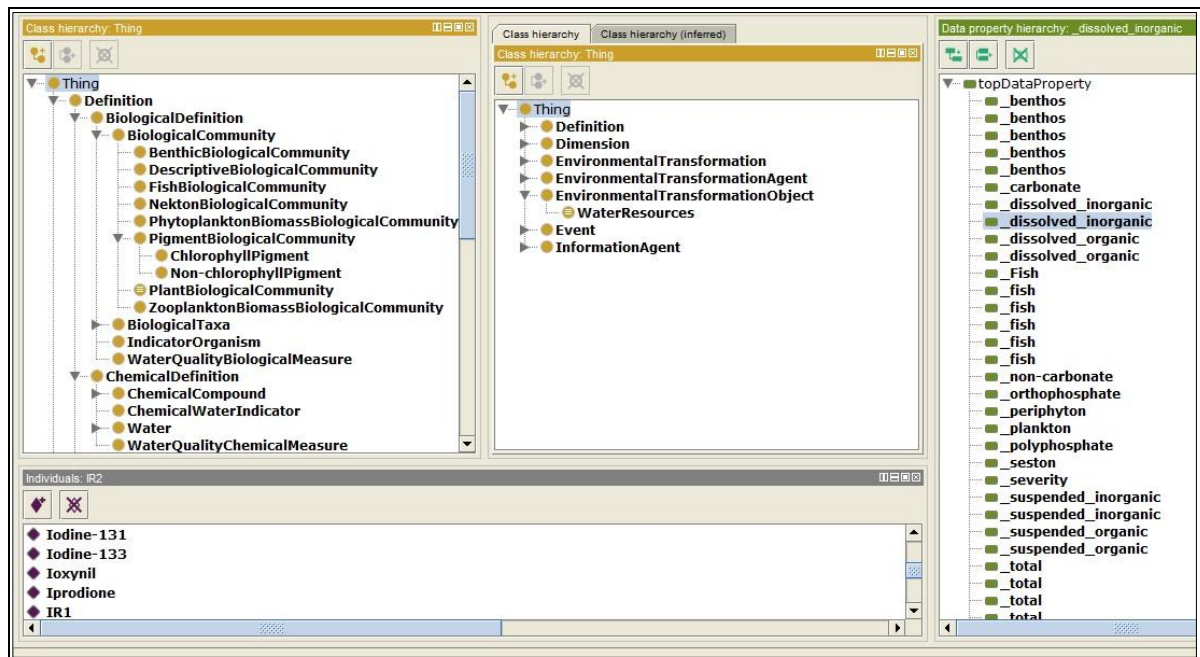 Class hierarchy: Thing
Thing
Definition
BiologicalDefinition
BiologicalCommunity
BenthicBiologicalCommunity
DescriptiveBiologicalCommunity
FishBiologicalCommunity
NektonBiologicalCommunity
PhytoplanktonBiomassBiologicalCommunity
PigmentBiologicalCommunity
ChlorophyllPigment
Non-chlorophyllPigment
PlantBiologicalCommunity
ZooplanktonBiomassBiologicalCommunity
BiologicalTaxa
IndicatorOrganism
WaterQualityBiologicalMeasure
ChemicalDefinition
ChemicalCompound
ChemicalWaterIndicator
Water
WaterQualityChemicalMeasure
Class hierarchy Class hierarchy (inferred)
Class hierarchy: Thing
Thing
Definition
Dimension
EnvironmentalTransformation
EnvironmentalTransformationAgent
EnvironmentalTransformationObject
WaterResources
Event
InformationAgent
Data property hierarchy: _dissolved_inorganic
topDataProperty
_benthos
_benthos
_benthos
_benthos
_benthos
_carbonate
_dissolved_inorganic
_dissolved_inorganic
_dissolved_organic
_dissolved_organic
_Fish
_fish
_fish
_fish
_fish
_fish
_non-carbonate
_orthophosphate
_periphyton
_plankton
_polyphosphate
_seston
_severity
_suspended_inorganic
_suspended_inorganic
_suspended_organic
_suspended_organic
_total
_total
_total
_total
Individuals: IR2
Iodine-131
Iodine-133
Ioxynil
Iprodione
IR1